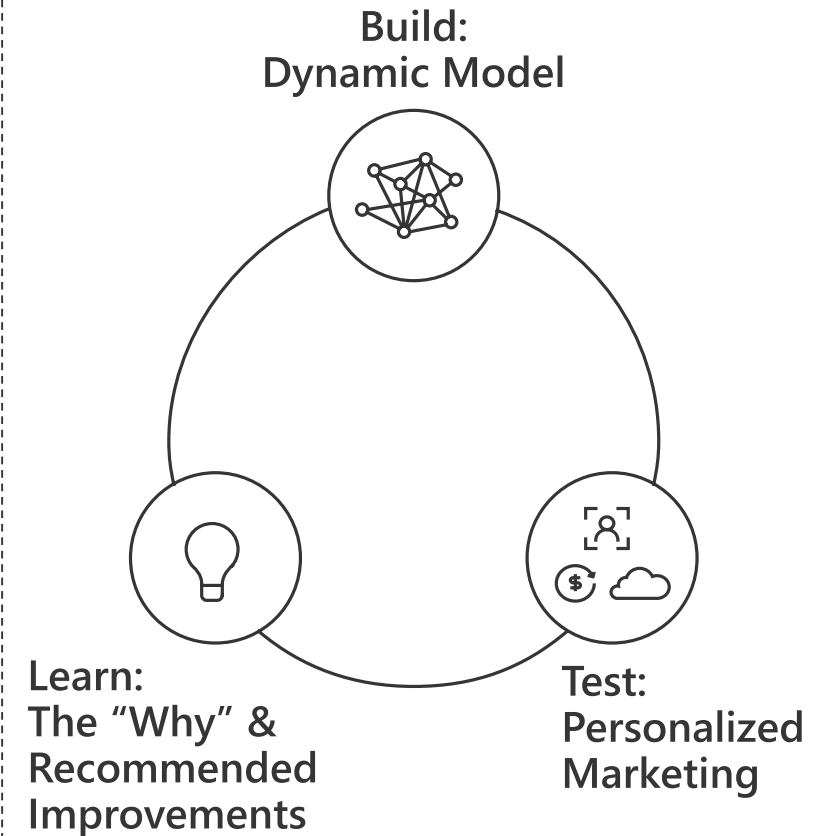 Build:
Dynamic Model
$
Learn:
The “Why” &
Recommended
Improvements
Test:
Personalized
Marketing